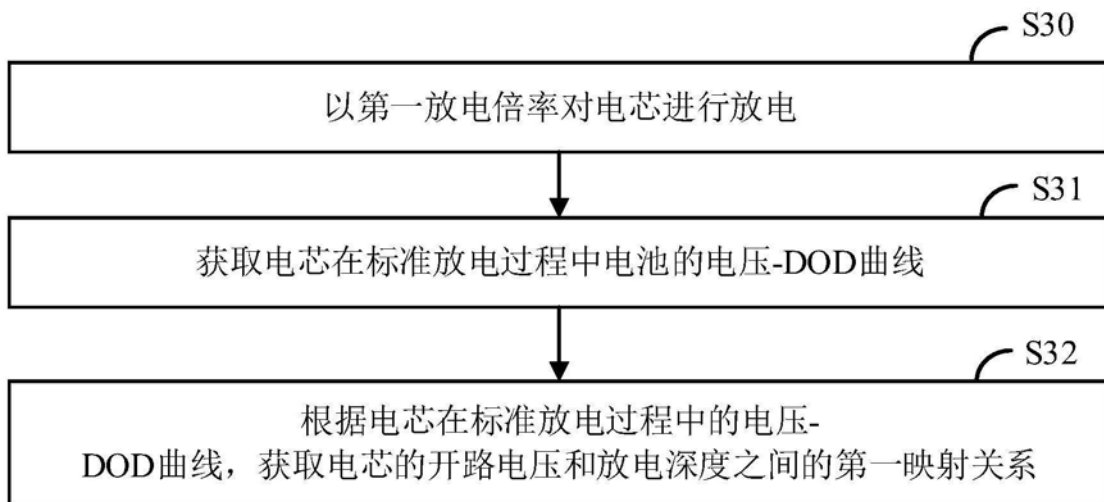 S30
以第一放电倍率对电芯进行放电
S31
获取电芯在标准放电过程中电池的电压-DOD曲线
S32
根据电芯在标准放电过程中的电压-
DOD曲线，获取电芯的开路电压和放电深度之间的第一映射关系